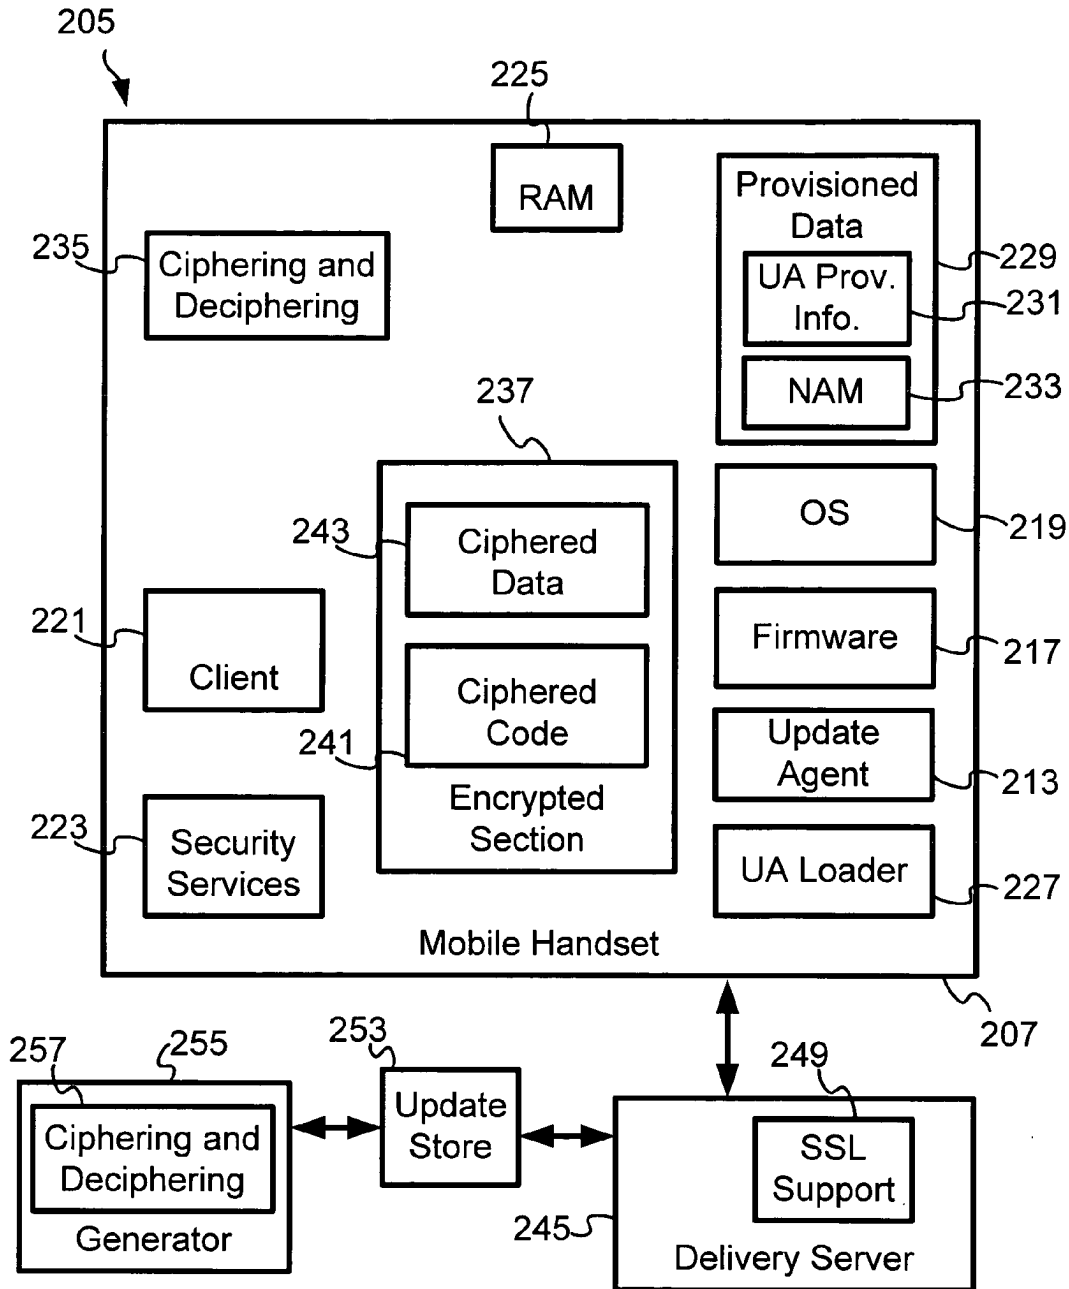 205
225
RAM
Provisioned
Data
229
UA Prov.
Info.
231
NAM
233
235
Ciphering and
Deciphering
237
243
Ciphered
Data
OS
219
221
Client
Ciphered
Code
241
Encrypted
Section
Firmware
217
Update
Agent
213
223
Security
Services
UA Loader
227
Mobile Handset
207
257
255
Ciphering and
Deciphering
Generator
253
Update
Store
249
SSL
Support
245
Delivery Server